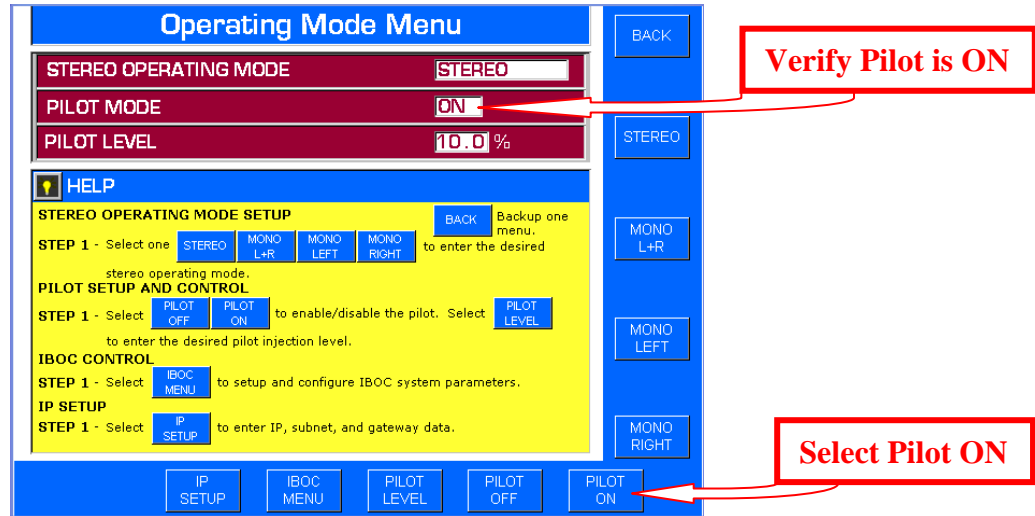 Operating Mode Menu
BACK
Verify Pilot is ON
STEREO OPERATING MODE STEREO
PILOT MODE ON
PILOT LEVEL 10.0 %
STEREO
HELP
STEREO OPERATING MODE SETUP
BACK Backup one
menu.
STEP 1 - Select one STEREO MONO L+R MONO LEFT MONO RIGHT to enter the desired
stereo operating mode.
PILOT SETUP AND CONTROL
STEP 1 - Select PILOT OFF PILOT ON to enable/disable the pilot. Select PILOT LEVEL
to enter the desired pilot injection level.
IBOC CONTROL
STEP 1 - Select IBOC MENU to setup and configure IBOC system parameters.
IP SETUP
STEP 1 - Select IP SETUP to enter IP, subnet, and gateway data.
MONO
L+R
MONO
LEFT
MONO
RIGHT
Select Pilot ON
IP
SETUP
IBOC
MENU
PILOT
LEVEL
PILOT
OFF
PILOT
ON